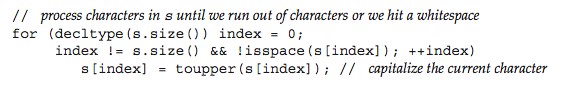 // process characters in s until we run out of characters or we hit a whitespace
for (decltype(s.size()) index = 0;
index != s.size() && !isspace(s[index]); ++index)
s[index] = toupper(s[index]); // capitalize the current character